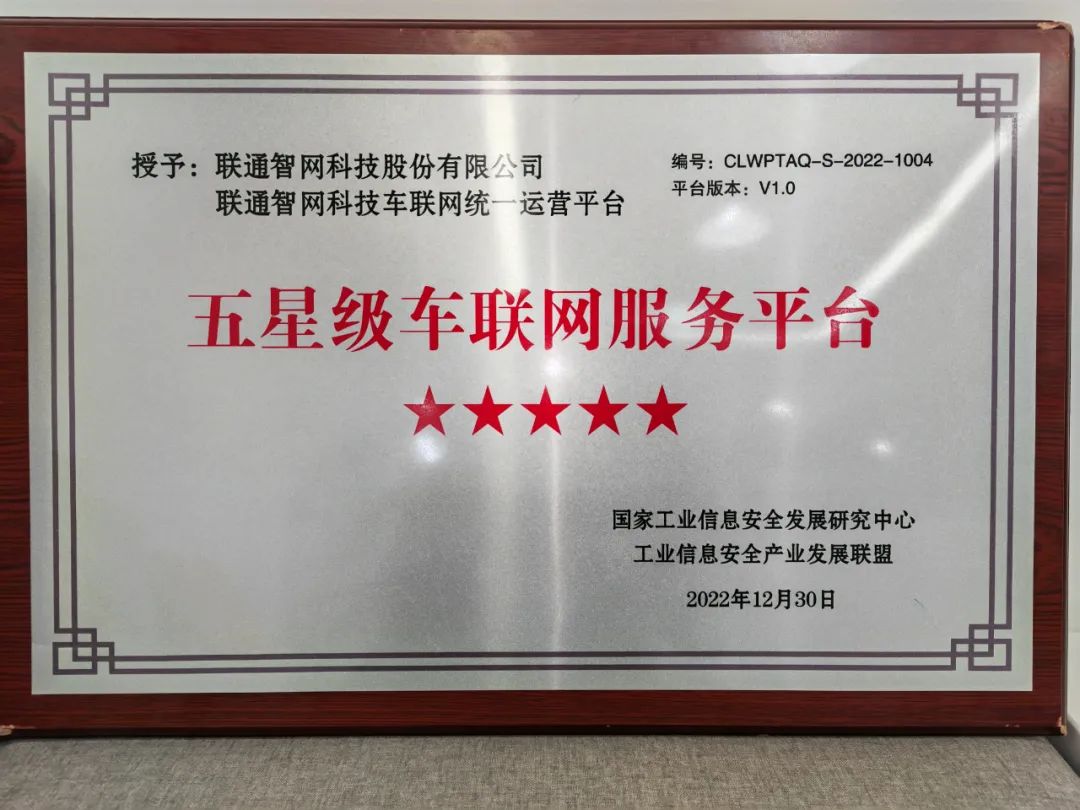 授予：联通智网科技股份有限公司
联通智网科技车联网统一运营平台
编号：CLWPTAQ-S-2022-1004
平台版本：V1.0
五星级车联网服务平台
★★★★★
国家工业信息安全发展研究中心
工业信息安全产业发展联盟
2022年12月30日